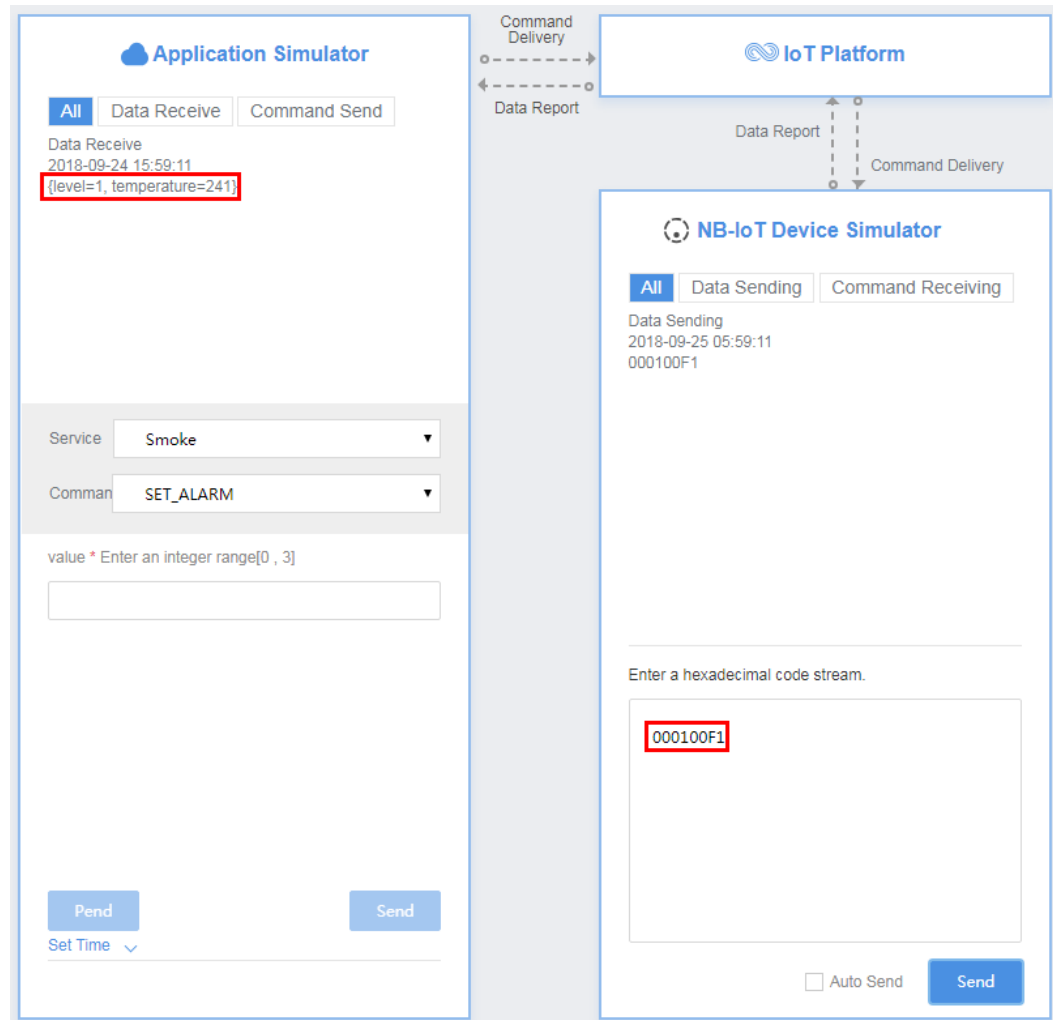 Application Simulator
All Data Receive Command Send
Data Receive
2018-09-24 15:59:11
{level=1, temperature=241}
Service Smoke
Comman SET_ALARM
value * Enter an integer range[0 , 3]
Pend Send
Set Time
Command
Delivery
Data Report
IoT Platform
Data Report
Command Delivery
NB-IoT Device Simulator
All Data Sending Command Receiving
Data Sending
2018-09-25 05:59:11
000100F1
Enter a hexadecimal code stream.
000100F1
Auto Send Send